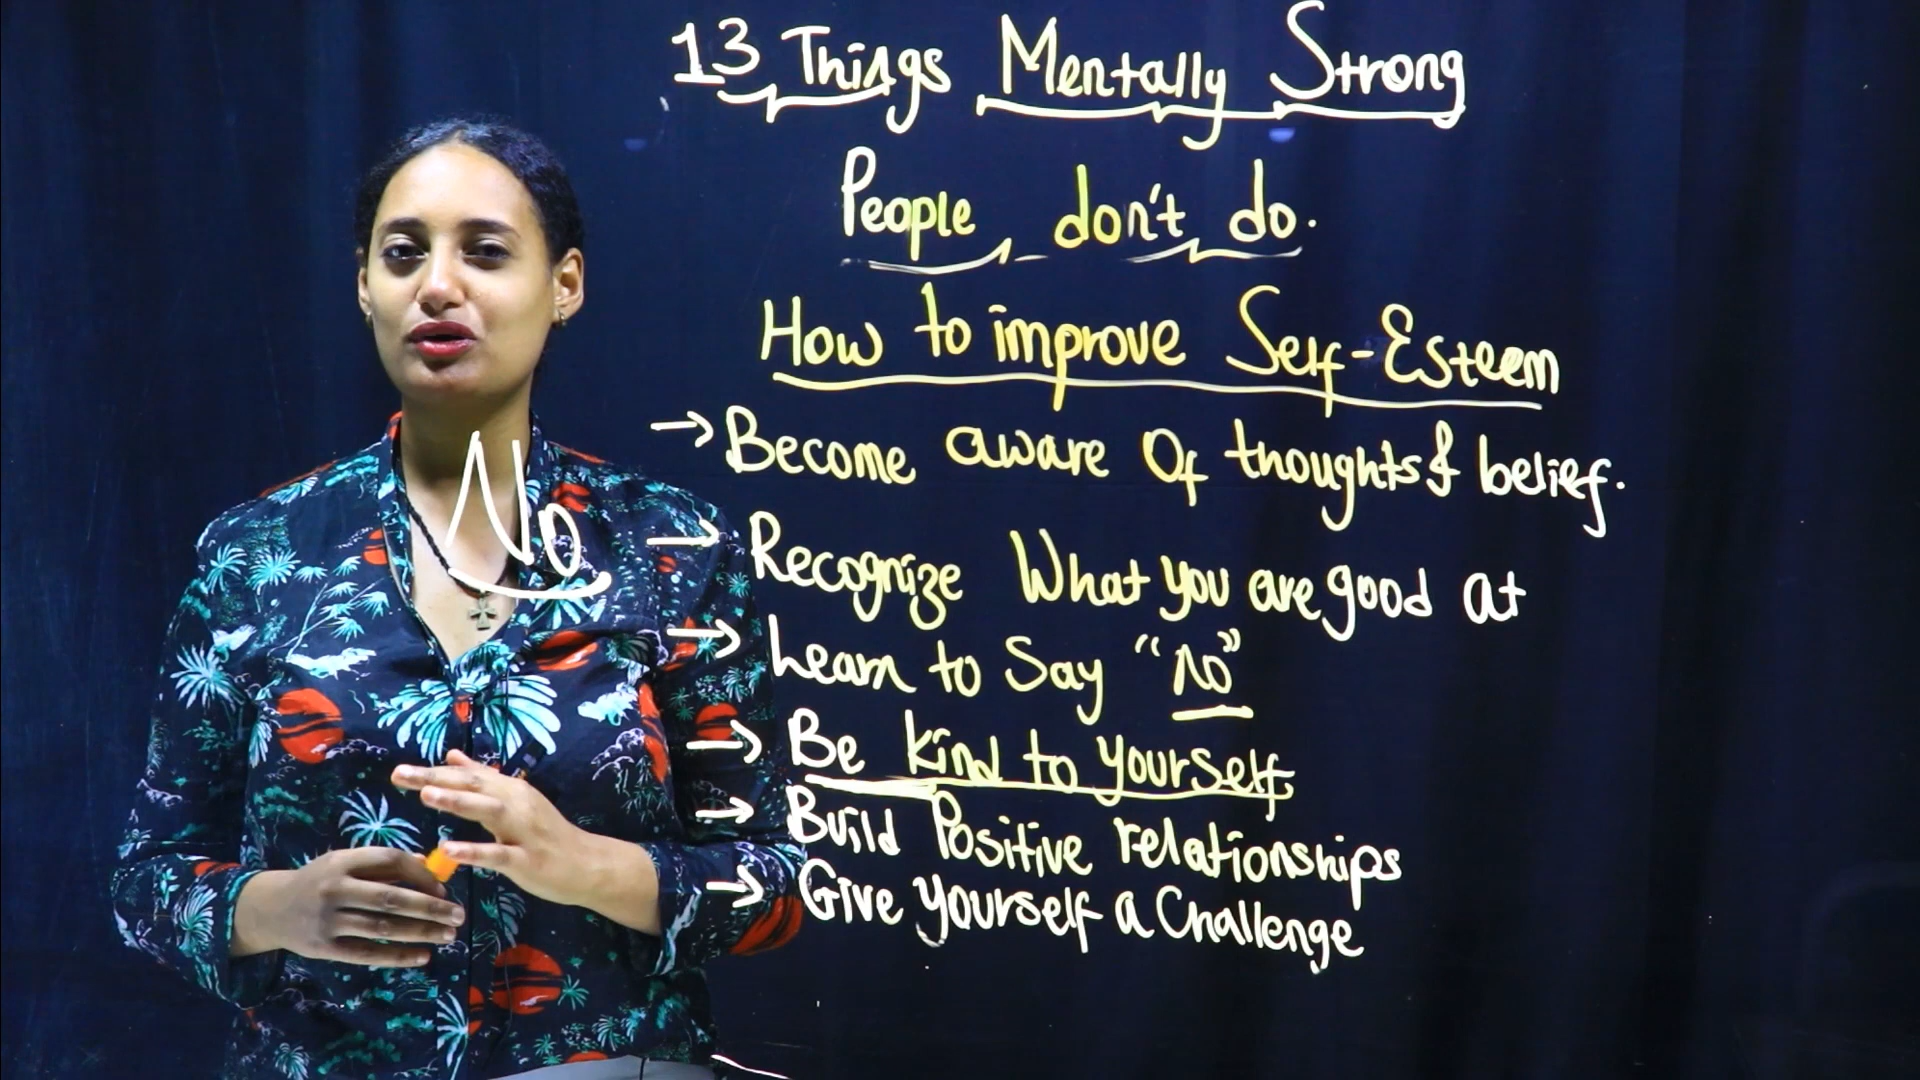 13 Things Mentally Strong
People don't do.
How to improve Self-Esteem
→ Become aware Of thoughts & belief.
No
→ Recognize What you are good at
→ Learn to Say "No"
→ Be kind to yourself
→ Build Positive relationships
→ Give yourself a Challenge